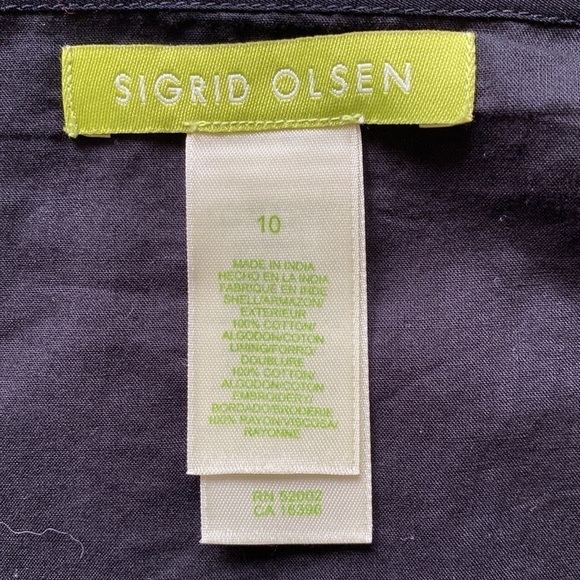 SIGRID OLSEN
10
MADE IN INDIA
HECHO EN LA INDIA
FABRIQUE EN INDE
SHELL/ARMAZON/
EXTERIEUR
100% COTTON/
ALGODON/COTON
LINING/FORRO/
DOUBLURE
100% COTTON/
ALGODON/COTON
EMBROIDERY/
BORDADO/BRODERIE
100% RAYON/VISCOSA/
RAYONNE
RN 52002
CA 16396